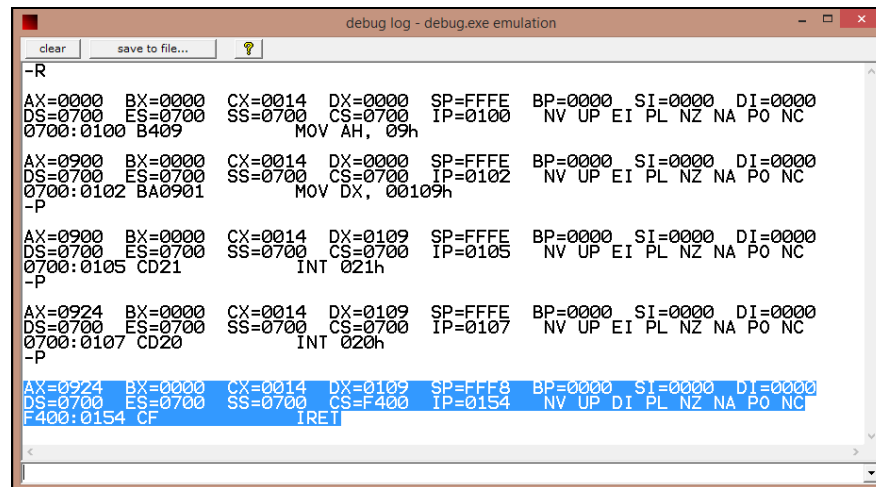 debug log - debug.exe emulation
clear save to file... ?
-R
AX=0000 BX=0000 CX=0014 DX=0000 SP=FFFE BP=0000 SI=0000 DI=0000
DS=0700 ES=0700 SS=0700 CS=0700 IP=0100 NV UP EI PL NZ NA PO NC
0700:0100 B409 MOV AH, 09h
AX=0900 BX=0000 CX=0014 DX=0000 SP=FFFE BP=0000 SI=0000 DI=0000
DS=0700 ES=0700 SS=0700 CS=0700 IP=0102 NV UP EI PL NZ NA PO NC
0700:0102 BA0901 MOV DX, 00109h
-P
AX=0900 BX=0000 CX=0014 DX=0109 SP=FFFE BP=0000 SI=0000 DI=0000
DS=0700 ES=0700 SS=0700 CS=0700 IP=0105 NV UP EI PL NZ NA PO NC
0700:0105 CD21 INT 021h
-P
AX=0924 BX=0000 CX=0014 DX=0109 SP=FFFE BP=0000 SI=0000 DI=0000
DS=0700 ES=0700 SS=0700 CS=0700 IP=0107 NV UP EI PL NZ NA PO NC
0700:0107 CD20 INT 020h
-P
AX=0924 BX=0000 CX=0014 DX=0109 SP=FFF8 BP=0000 SI=0000 DI=0000
DS=0700 ES=0700 SS=0700 CS=F400 IP=0154 NV UP DI PL NZ NA PO NC
F400:0154 CF IRET